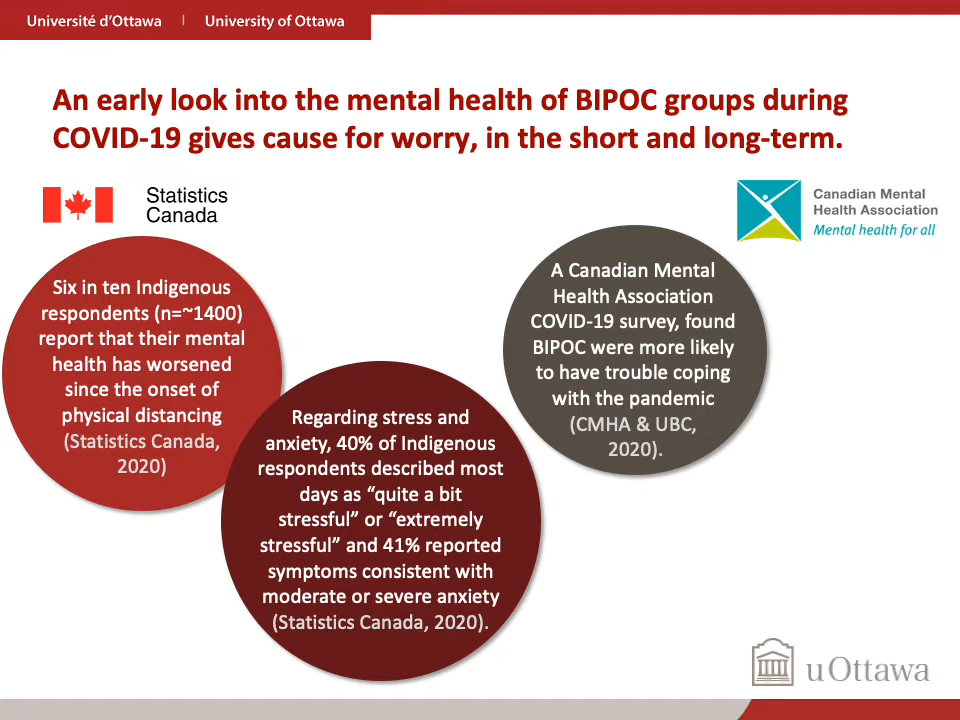 Université d'Ottawa | University of Ottawa
An early look into the mental health of BIPOC groups during
COVID-19 gives cause for worry, in the short and long-term.
Statistics
Canada
Canadian Mental
Health Association
Mental health for all
Six in ten Indigenous
respondents (n=~1400)
report that their mental
health has worsened
since the onset of
physical distancing
(Statistics Canada,
2020)
Regarding stress and
anxiety, 40% of Indigenous
respondents described most
days as “quite a bit
stressful” or “extremely
stressful” and 41% reported
symptoms consistent with
moderate or severe anxiety
(Statistics Canada, 2020).
A Canadian Mental
Health Association
COVID-19 survey, found
BIPOC were more likely
to have trouble coping
with the pandemic
(CMHA & UBC,
2020).
uOttawa